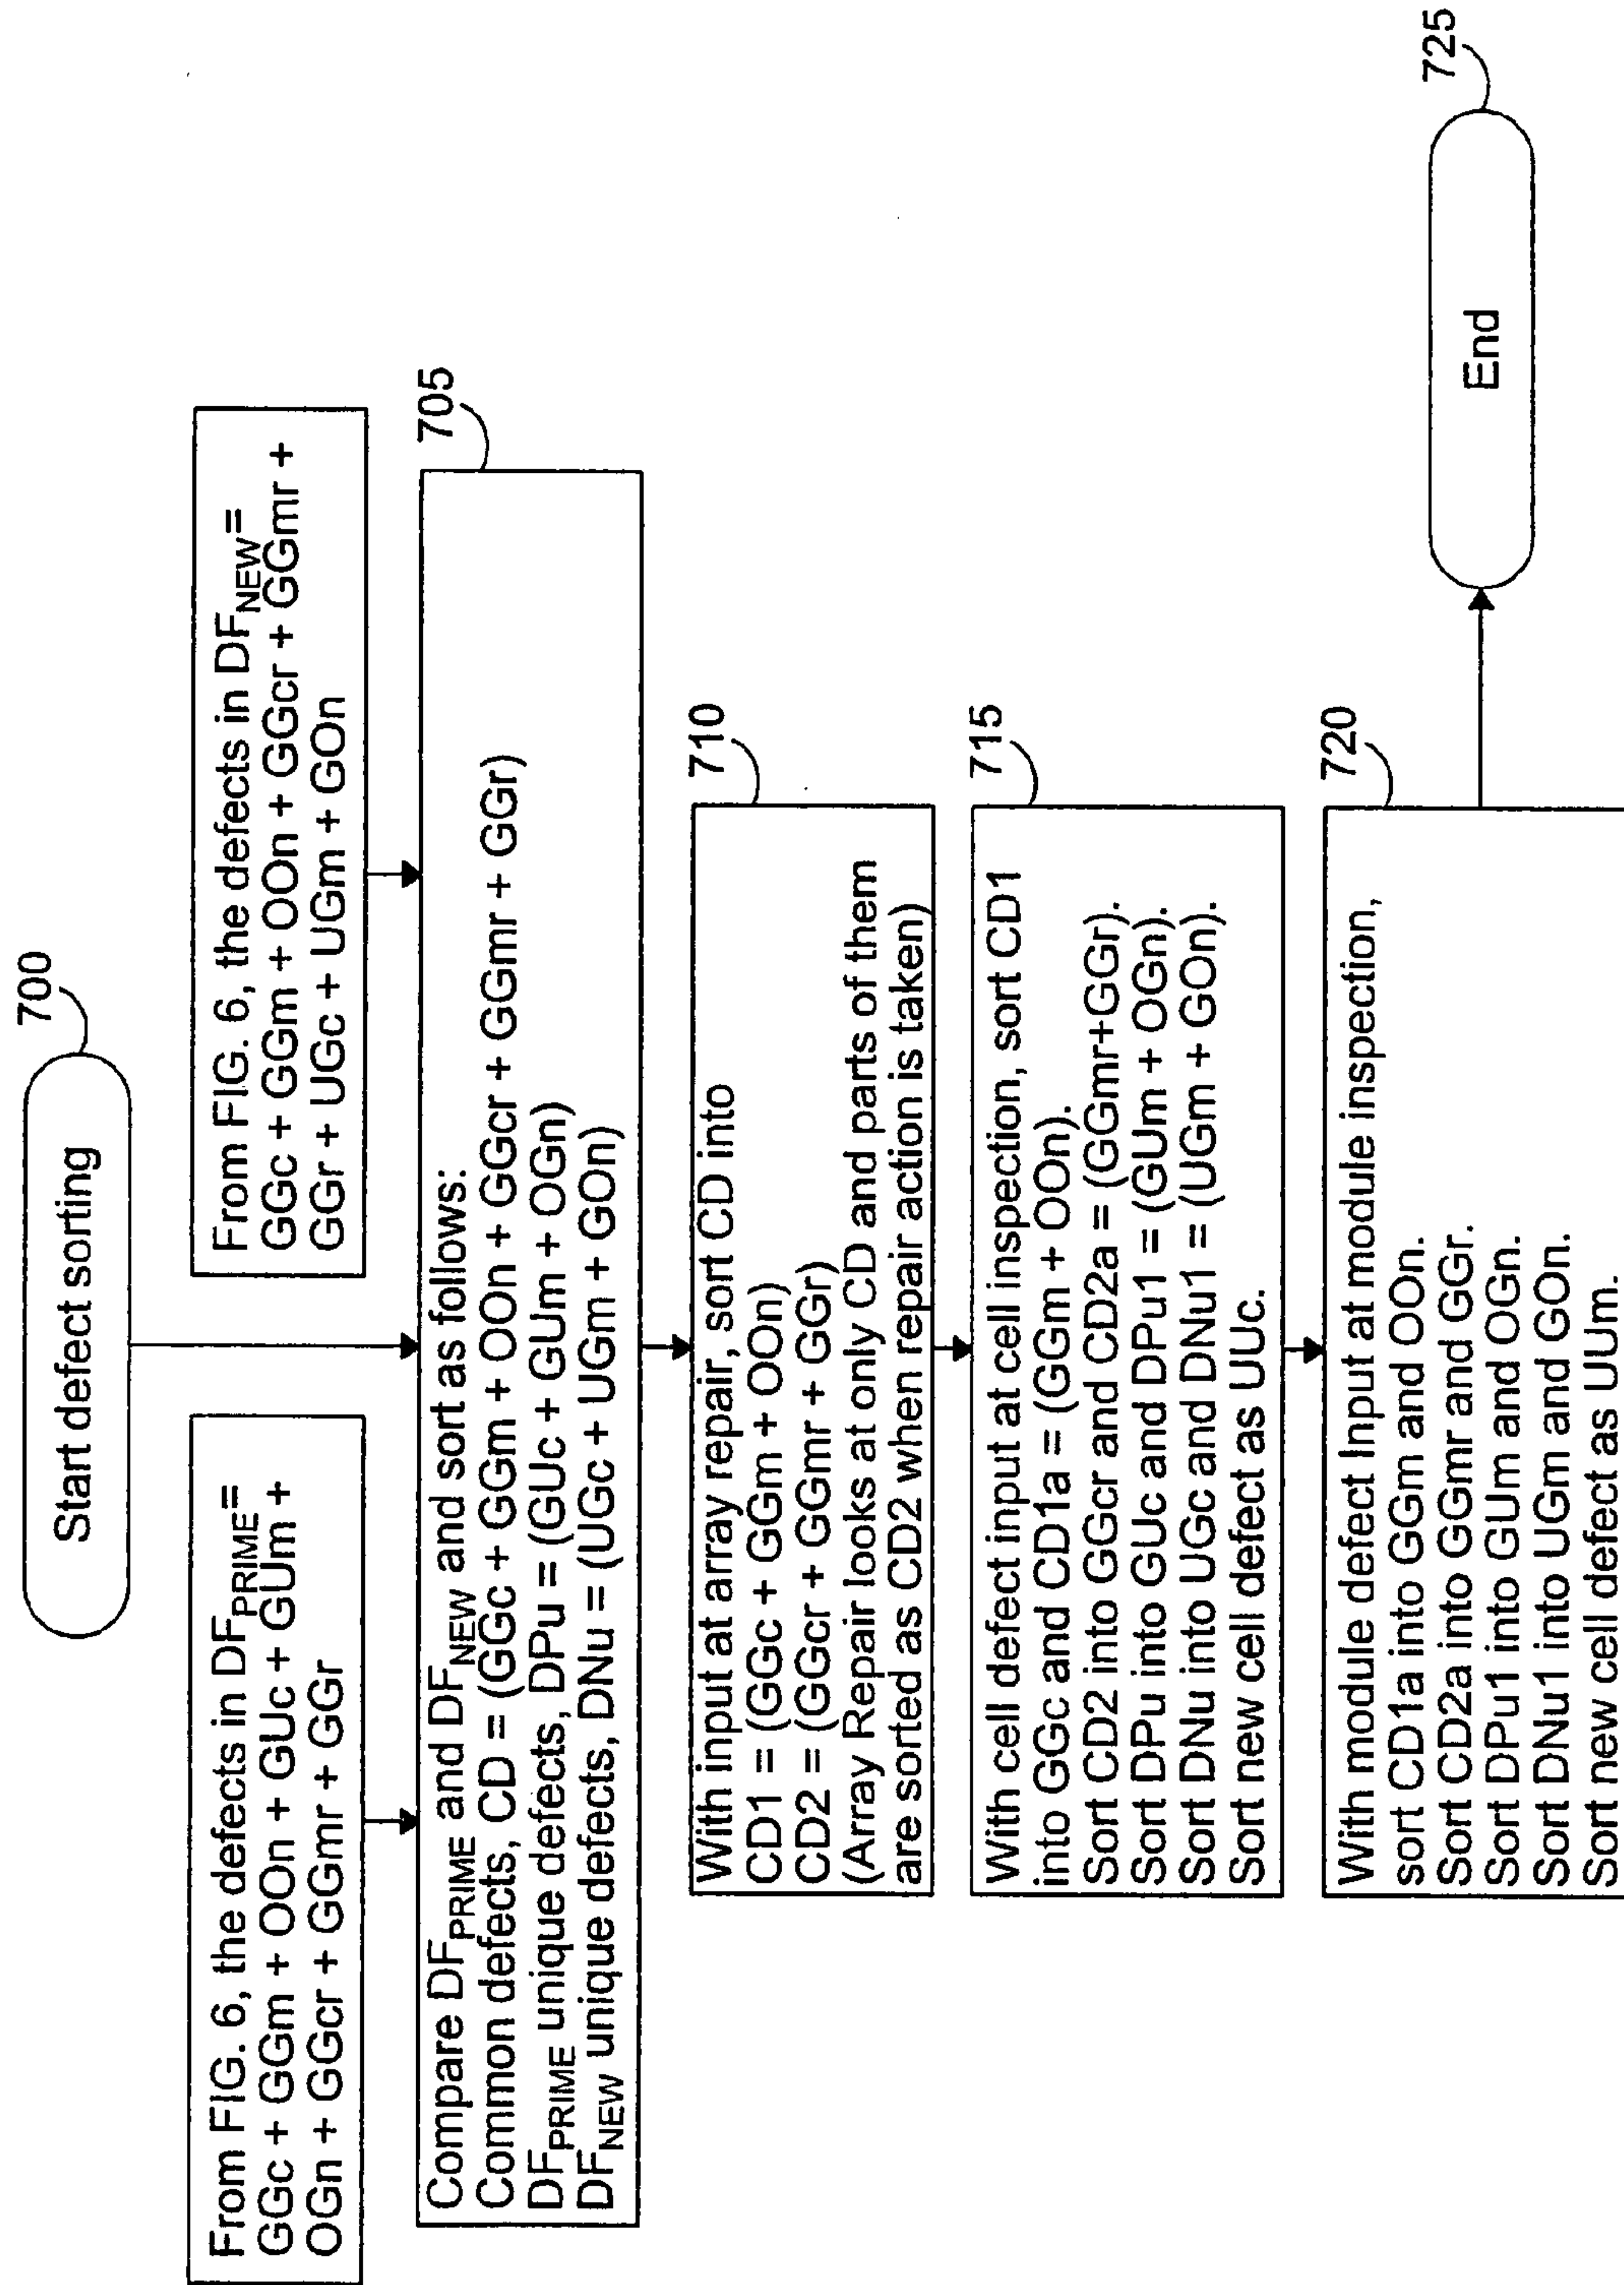 700
Start defect sorting
From FIG. 6, the defects in DFPRIME=
GGc + GGm + OOn + GUc + GUm +
OGn + GGcr + GGmr + GGr
From FIG. 6, the defects in DFNEW=
GGc + GGm + OOn + GGcr + GGmr +
GGr + UGc + UGm + GOn
705
Compare DFPRIME and DFNEW and sort as follows:
Common defects, CD = (GGc + GGm + OOn + GGcr + GGmr + GGr)
DFPRIME unique defects, DPu = (GUc + GUm + OGn)
DFNEW unique defects, DNu = (UGc + UGm + GOn)
710
With input at array repair, sort CD into
CD1 = (GGc + GGm + OOn)
CD2 = (GGcr + GGmr + GGr)
(Array Repair looks at only CD and parts of them
are sorted as CD2 when repair action is taken)
715
With cell defect input at cell inspection, sort CD1
into GGc and CD1a = (GGm + OOn).
Sort CD2 into GGcr and CD2a = (GGmr+GGr).
Sort DPu into GUc and DPu1 = (GUm + OGn).
Sort DNu into UGc and DNu1 = (UGm + GOn).
Sort new cell defect as UUc.
720
With module defect Input at module inspection,
sort CD1a into GGm and OOn.
Sort CD2a into GGmr and GGr.
Sort DPu1 into GUm and OGn.
Sort DNu1 into UGm and GOn.
Sort new cell defect as UUm.
725
End